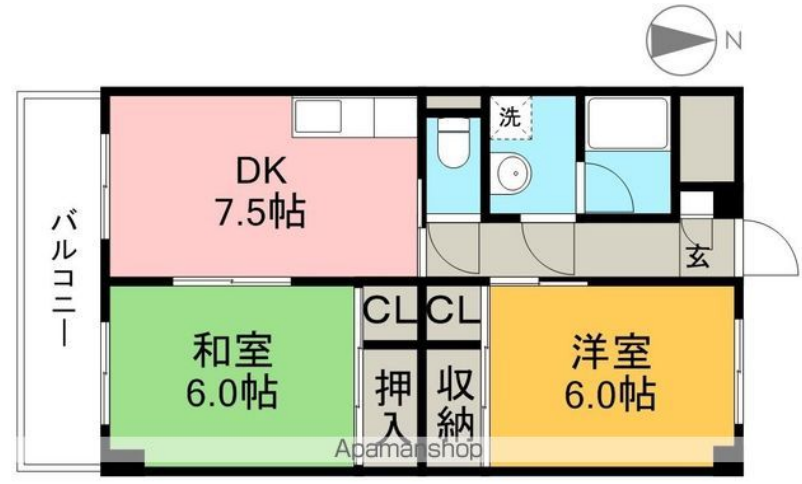 N
洗
DK
7.5帖
玄
バルコニー
CL
CL
和室
6.0帖
押入
収納
洋室
6.0帖
Apamanshop